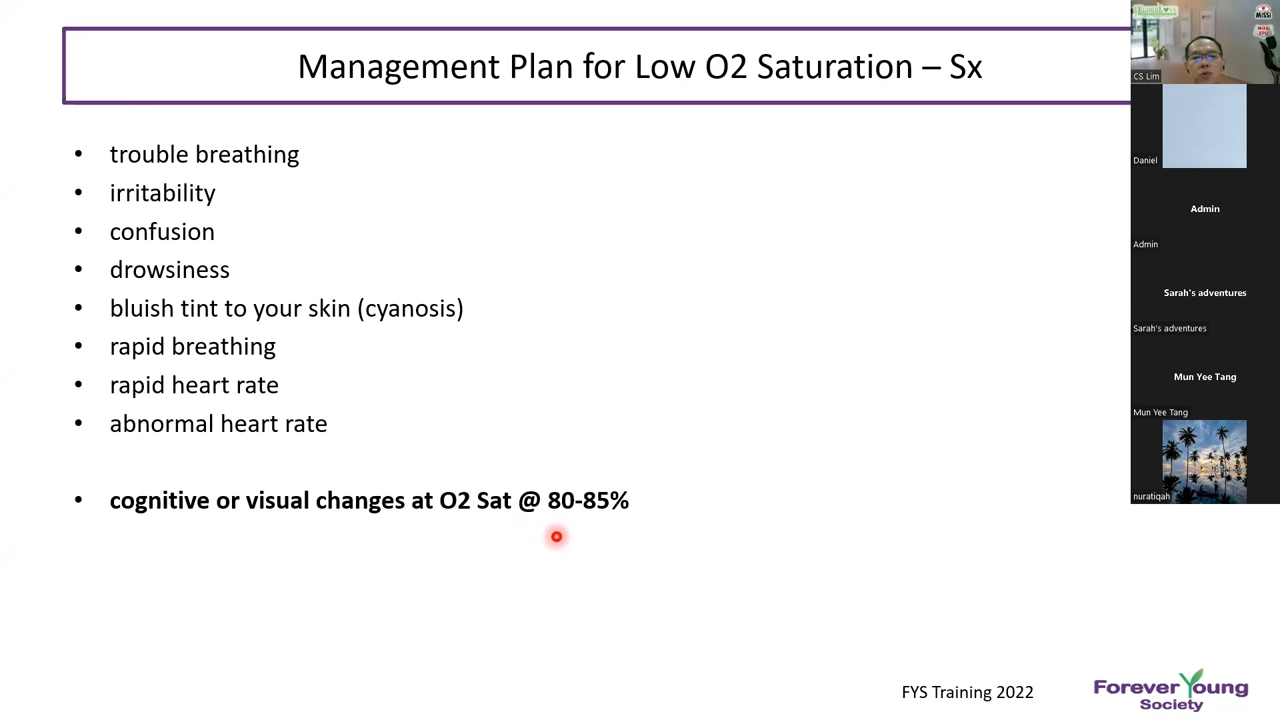 Management Plan for Low O2 Saturation – Sx
• trouble breathing
• irritability
• confusion
• drowsiness
• bluish tint to your skin (cyanosis)
• rapid breathing
• rapid heart rate
• abnormal heart rate
• cognitive or visual changes at O2 Sat @ 80-85%
FYS Training 2022
Forever Young
Society
MiSSi
CS Lim
Daniel
Admin
Admin
Sarah's adventures
Sarah's adventures
Mun Yee Tang
Mun Yee Tang
nuratiqah